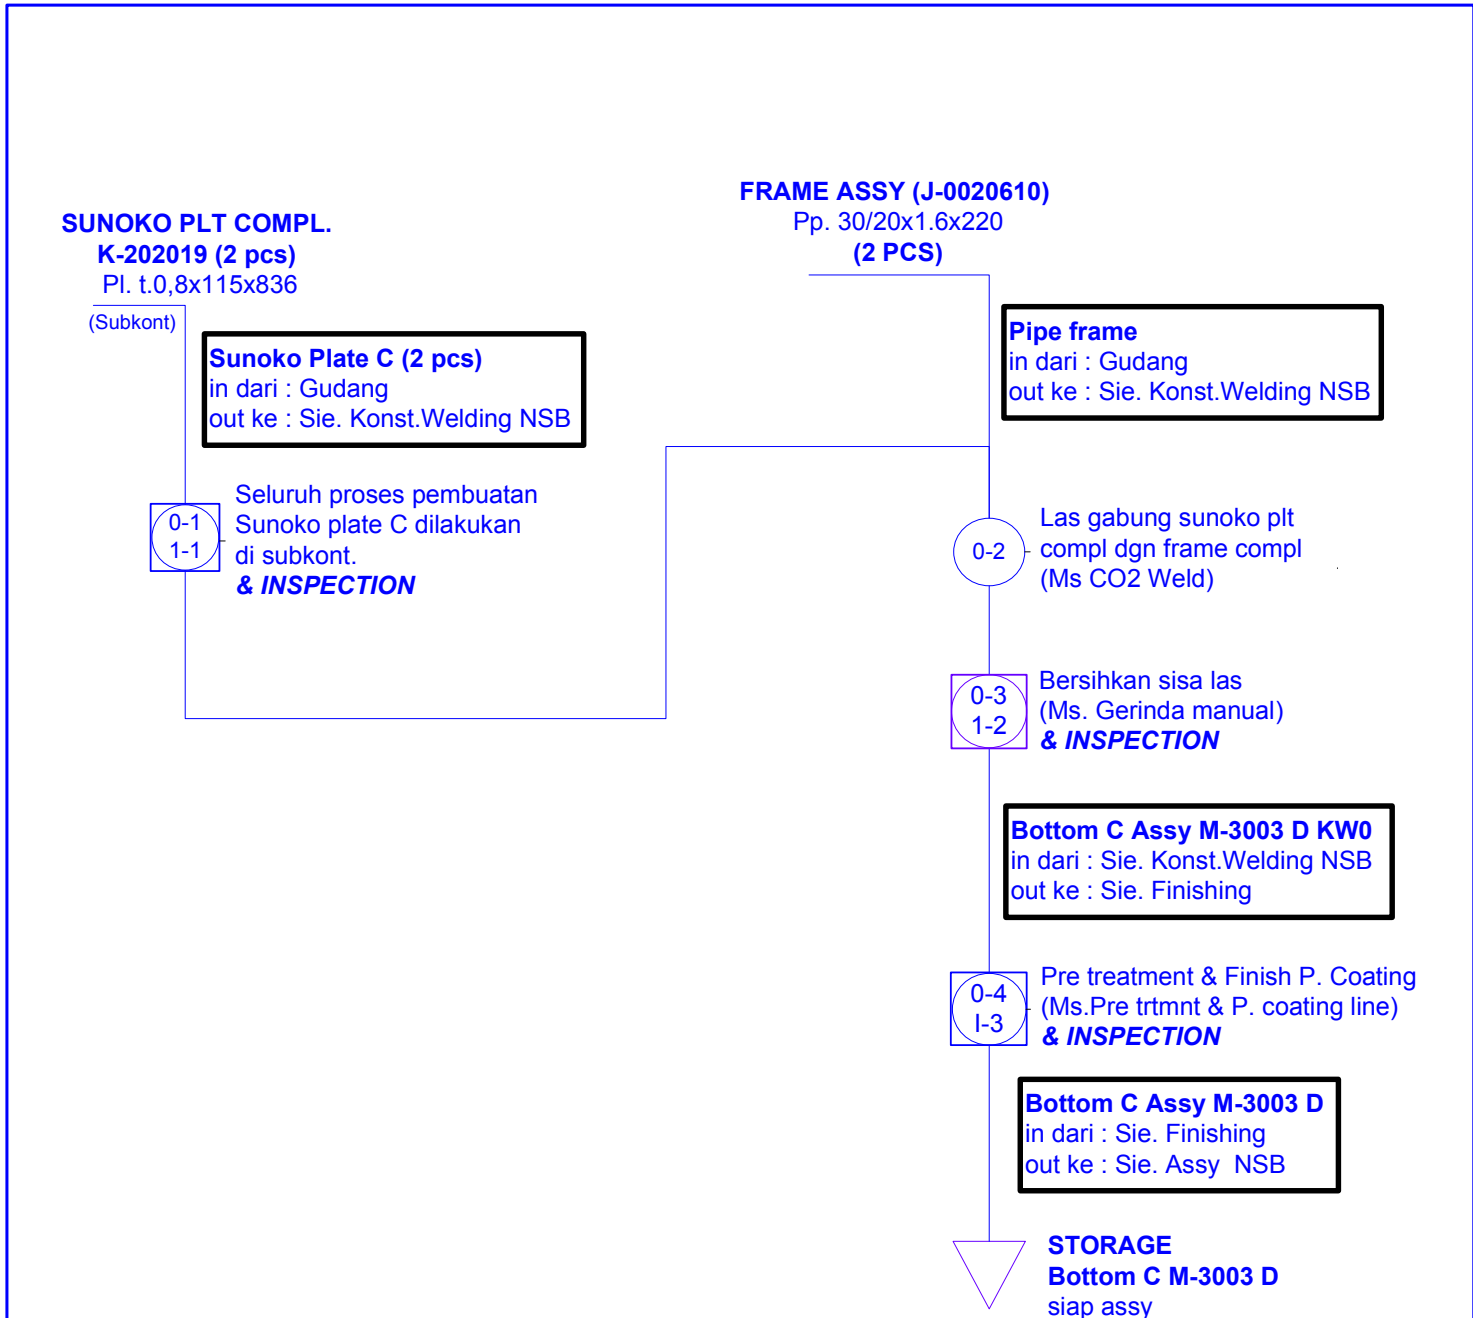 SUNOKO PLT COMPL.
K-202019 (2 pcs)
Pl. t.0,8x115x836
(Subkont)
Sunoko Plate C (2 pcs)
in dari : Gudang
out ke : Sie. Konst.Welding NSB
0-1
1-1
Seluruh proses pembuatan
Sunoko plate C dilakukan
di subkont.
& INSPECTION
FRAME ASSY (J-0020610)
Pp. 30/20x1.6x220
(2 PCS)
Pipe frame
in dari : Gudang
out ke : Sie. Konst.Welding NSB
0-2
Las gabung sunoko plt
compl dgn frame compl
(Ms CO2 Weld)
0-3
1-2
Bersihkan sisa las
(Ms. Gerinda manual)
& INSPECTION
Bottom C Assy M-3003 D KW0
in dari : Sie. Konst.Welding NSB
out ke : Sie. Finishing
0-4
I-3
Pre treatment & Finish P. Coating
(Ms.Pre trtmnt & P. coating line)
& INSPECTION
Bottom C Assy M-3003 D
in dari : Sie. Finishing
out ke : Sie. Assy  NSB
STORAGE
Bottom C M-3003 D
siap assy